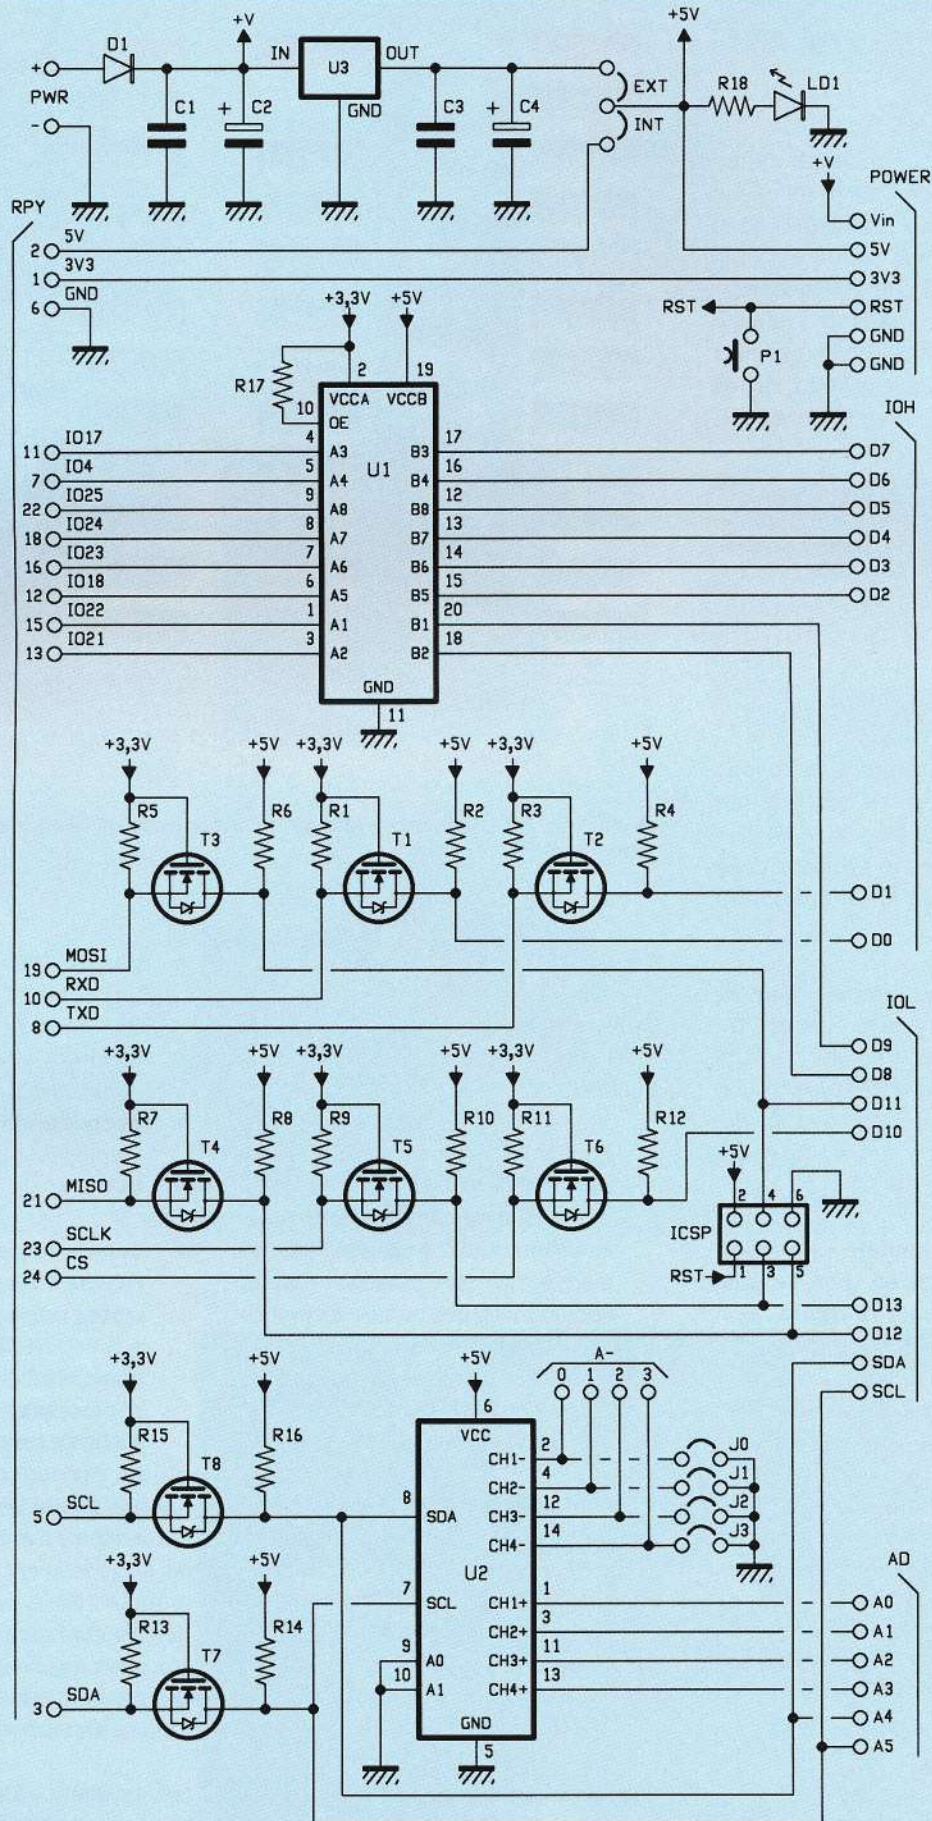 D1
+V
IN
U3
OUT
GND
+
PWR
-
C1
+
C2
C3
+
C4
EXT
INT
+5V
R18
LD1
+V
POWER
Vin
5V
3V3
RST
GND
GND
RST
P1
RPY
2 5V
1 3V3
6 GND
+3,3V
+5V
R17
2
19
VCCA
VCCB
10
OE
U1
11 IO17 4 A3 B3 17 D7
7 IO4 5 A4 B4 16 D6
22 IO25 9 A8 B8 12 D5
18 IO24 8 A7 B7 13 D4
16 IO23 7 A6 B6 14 D3
12 IO18 6 A5 B5 15 D2
15 IO22 1 A1 B1 20
13 IO21 3 A2 B2 18
GND
11
IOH
+3,3V +5V +3,3V +5V +3,3V +5V
R5 R6 R1 R2 R3 R4
T3 T1 T2
D1
D0
19 MOSI
10 RXD
8 TXD
IOL
D9
D8
D11
D10
+3,3V +5V +3,3V +5V +3,3V +5V
R7 R8 R9 R10 R11 R12
T4 T5 T6
21 MISO
23 SCLK
24 CS
+5V
2 4 6
ICSP
RST
1 3 5
D13
D12
SDA
SCL
+3,3V +5V
R15 R16
T8
5 SCL
+3,3V +5V
R13 R14
T7
3 SDA
+5V
6
VCC
8 SDA
U2
7 SCL
9 A0
10 A1
GND
5
A-
0 1 2 3
CH1- 2 J0
CH2- 4 J1
CH3- 12 J2
CH4- 14 J3
AD
CH1+ 1 A0
CH2+ 3 A1
CH3+ 11 A2
CH4+ 13 A3
A4
A5